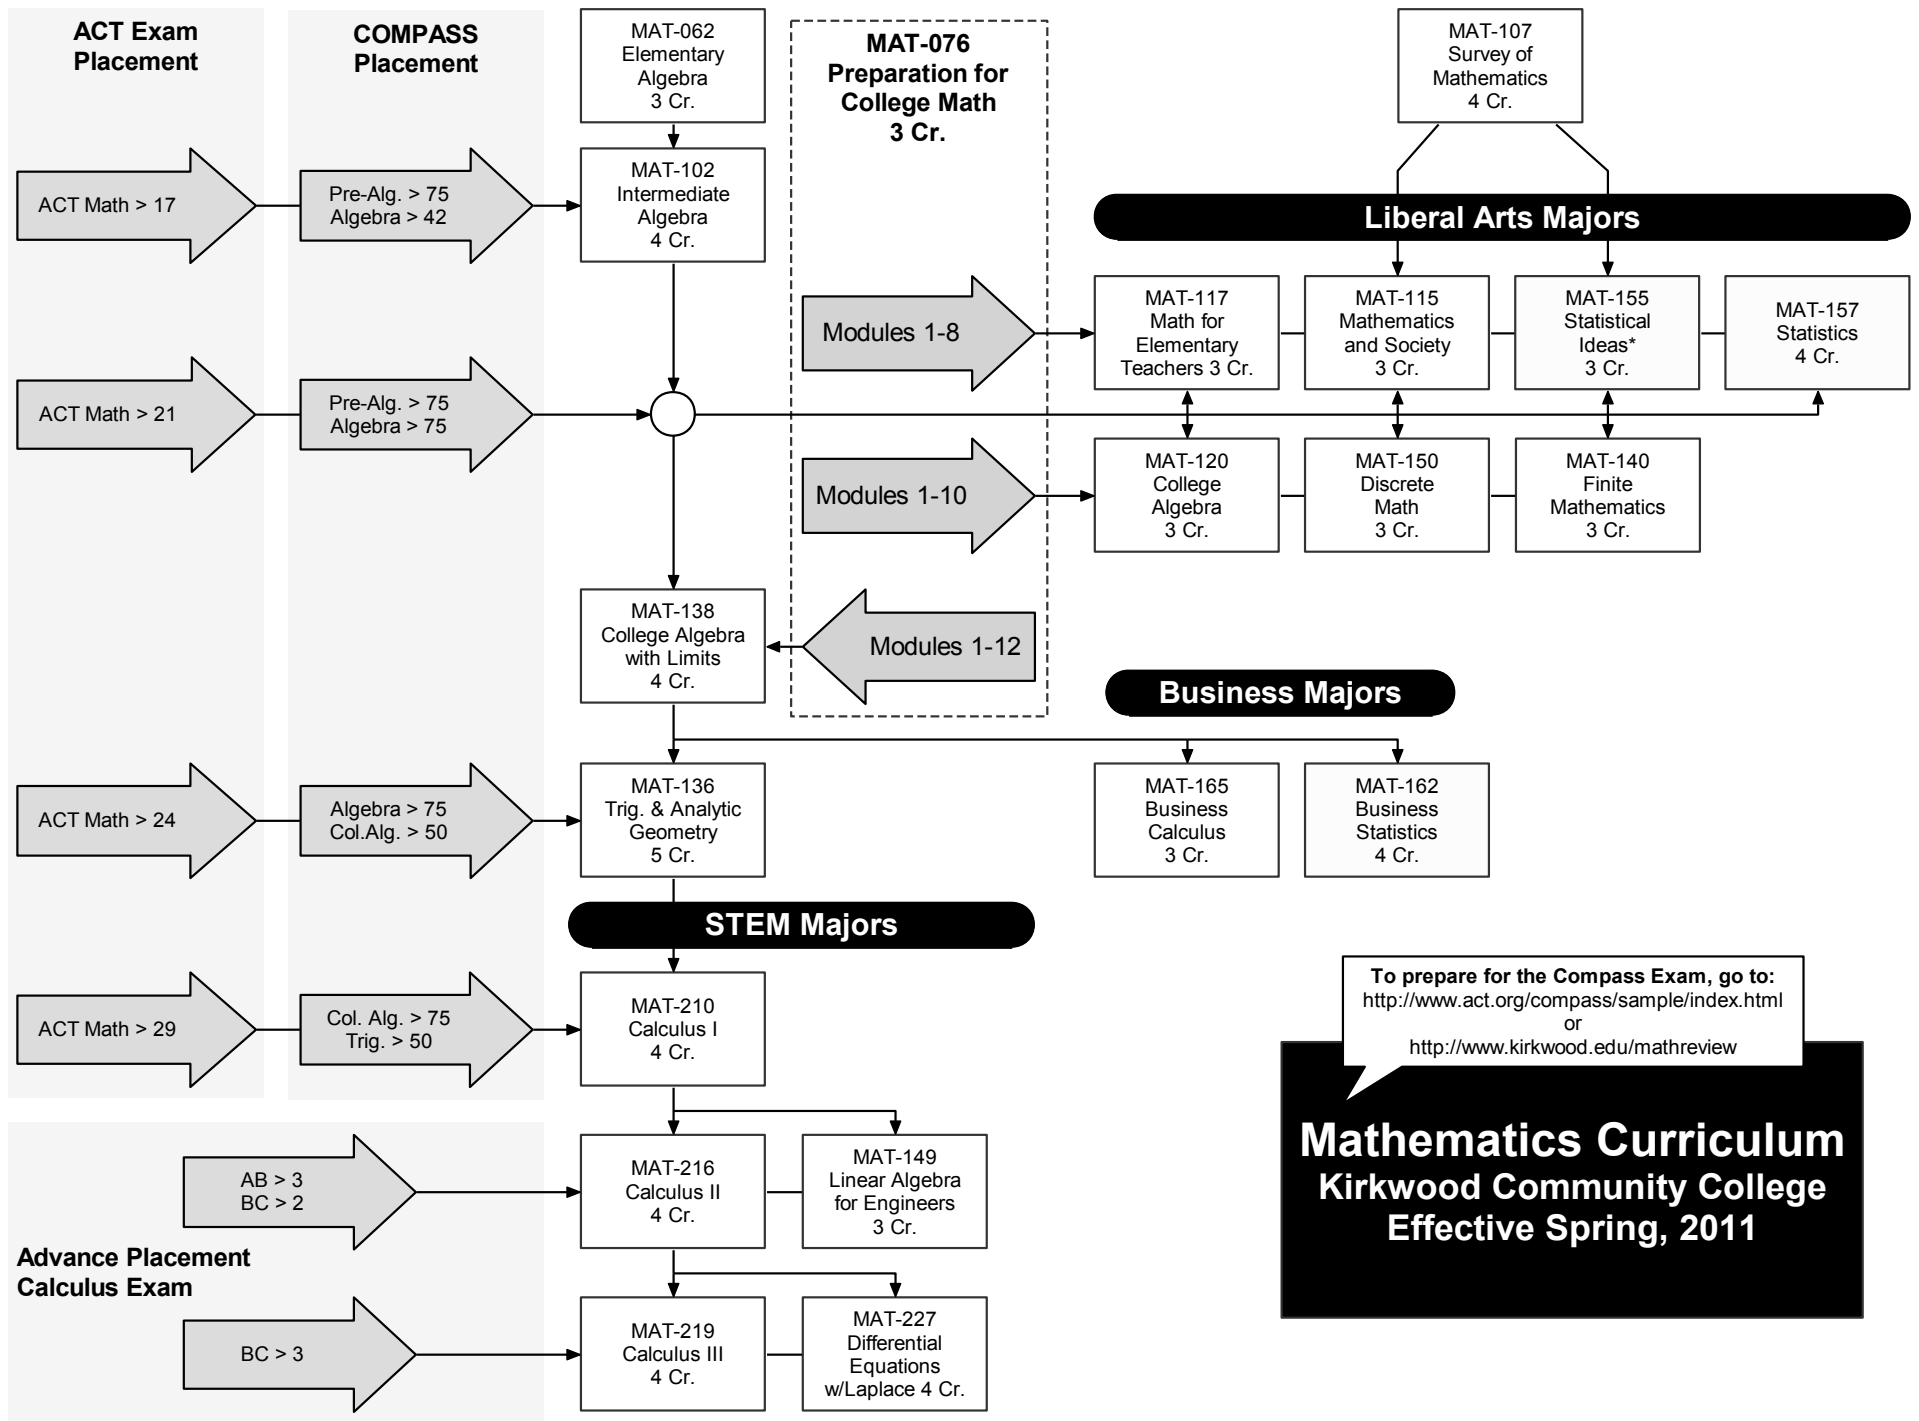 ACT Exam
Placement
COMPASS
Placement
MAT-062
Elementary
Algebra
3 Cr.
MAT-076
Preparation for
College Math
3 Cr.
MAT-107
Survey of
Mathematics
4 Cr.
ACT Math > 17
Pre-Alg. > 75
Algebra > 42
MAT-102
Intermediate
Algebra
4 Cr.
Liberal Arts Majors
Modules 1-8
MAT-117
Math for
Elementary
Teachers 3 Cr.
MAT-115
Mathematics
and Society
3 Cr.
MAT-155
Statistical
Ideas*
3 Cr.
MAT-157
Statistics
4 Cr.
ACT Math > 21
Pre-Alg. > 75
Algebra > 75
Modules 1-10
MAT-120
College
Algebra
3 Cr.
MAT-150
Discrete
Math
3 Cr.
MAT-140
Finite
Mathematics
3 Cr.
MAT-138
College Algebra
with Limits
4 Cr.
Modules 1-12
Business Majors
ACT Math > 24
Algebra > 75
Col.Alg. > 50
MAT-136
Trig. & Analytic
Geometry
5 Cr.
MAT-165
Business
Calculus
3 Cr.
MAT-162
Business
Statistics
4 Cr.
STEM Majors
ACT Math > 29
Col. Alg. > 75
Trig. > 50
MAT-210
Calculus I
4 Cr.
To prepare for the Compass Exam, go to:
http://www.act.org/compass/sample/index.html
or
http://www.kirkwood.edu/mathreview
Mathematics Curriculum
Kirkwood Community College
Effective Spring, 2011
AB > 3
BC > 2
MAT-216
Calculus II
4 Cr.
MAT-149
Linear Algebra
for Engineers
3 Cr.
Advance Placement
Calculus Exam
BC > 3
MAT-219
Calculus III
4 Cr.
MAT-227
Differential
Equations
w/Laplace 4 Cr.